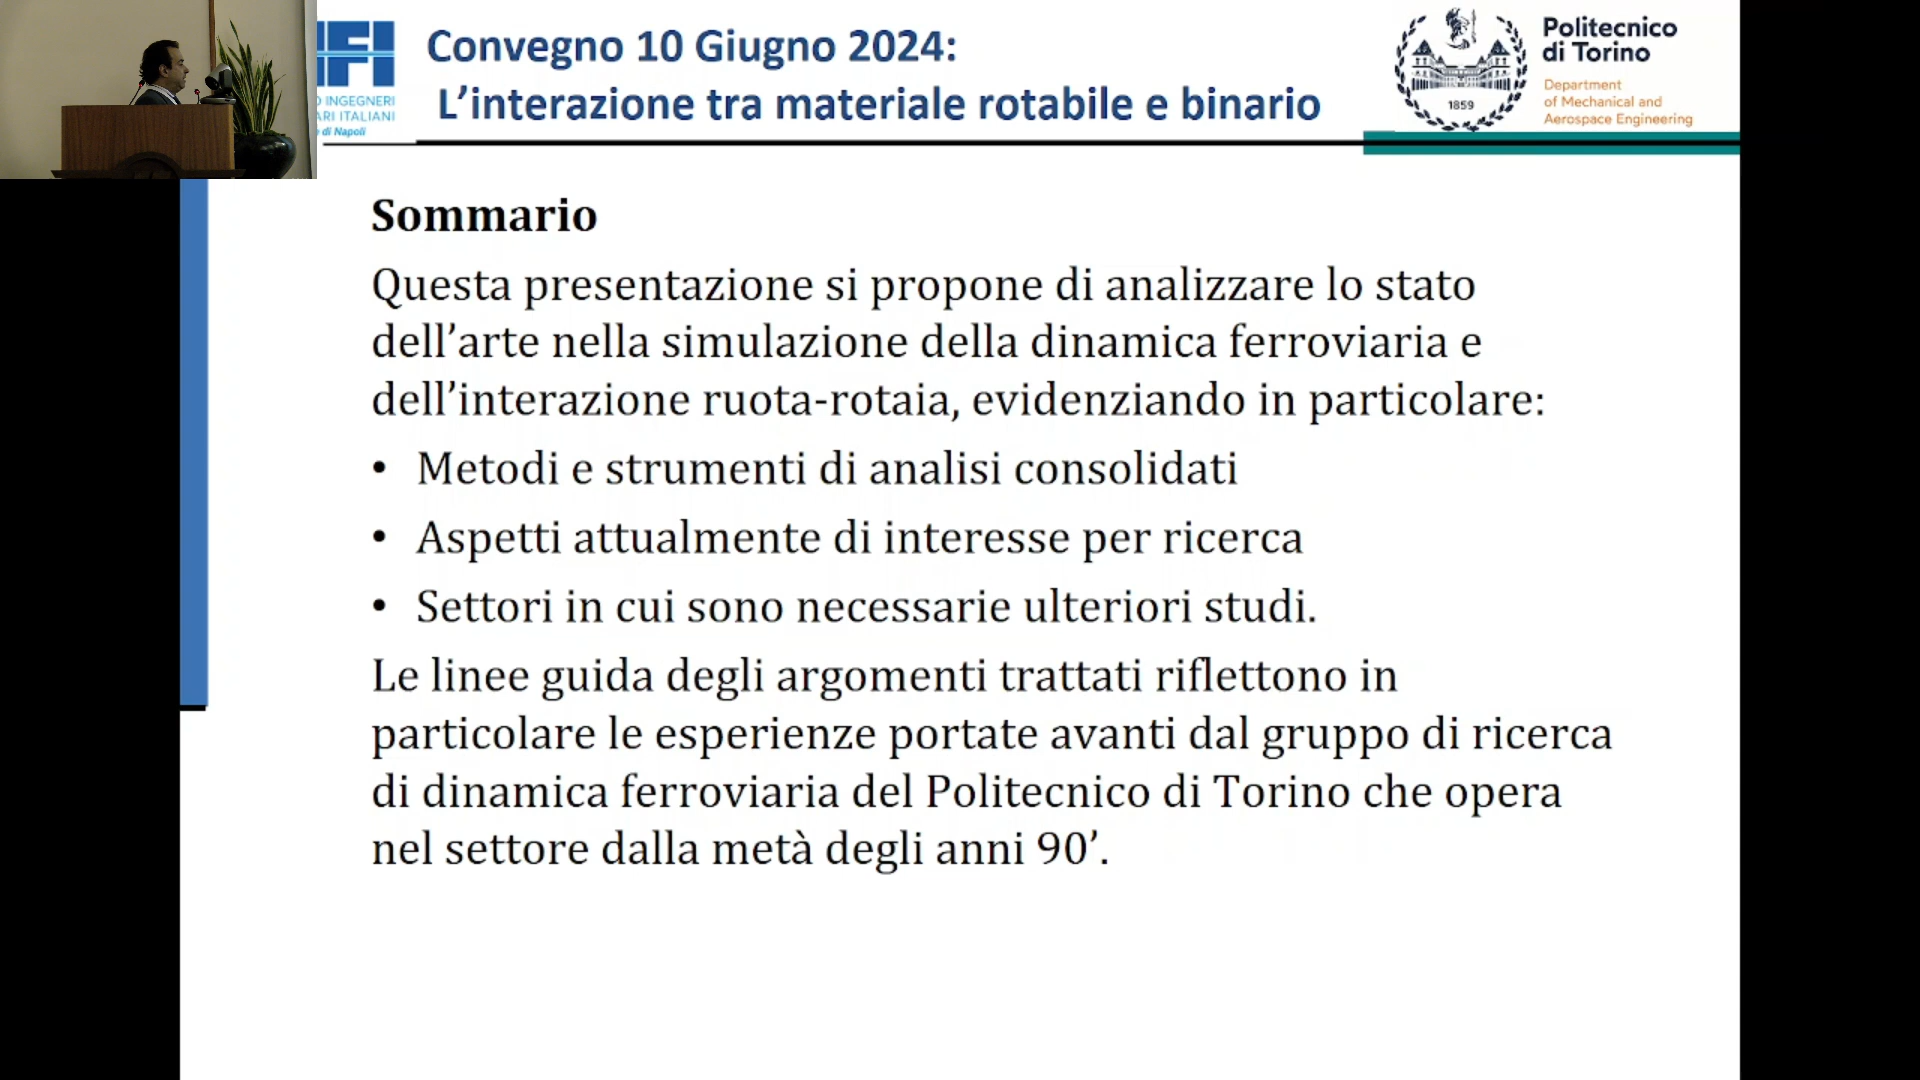 IFI
O INGEGNERI
ARI ITALIANI
di Napoli
Convegno 10 Giugno 2024:
L’interazione tra materiale rotabile e binario
1859
Politecnico
di Torino
Department
of Mechanical and
Aerospace Engineering
Sommario
Questa presentazione si propone di analizzare lo stato
dell’arte nella simulazione della dinamica ferroviaria e
dell’interazione ruota-rotaia, evidenziando in particolare:
• Metodi e strumenti di analisi consolidati
• Aspetti attualmente di interesse per ricerca
• Settori in cui sono necessarie ulteriori studi.
Le linee guida degli argomenti trattati riflettono in
particolare le esperienze portate avanti dal gruppo di ricerca
di dinamica ferroviaria del Politecnico di Torino che opera
nel settore dalla metà degli anni 90’.